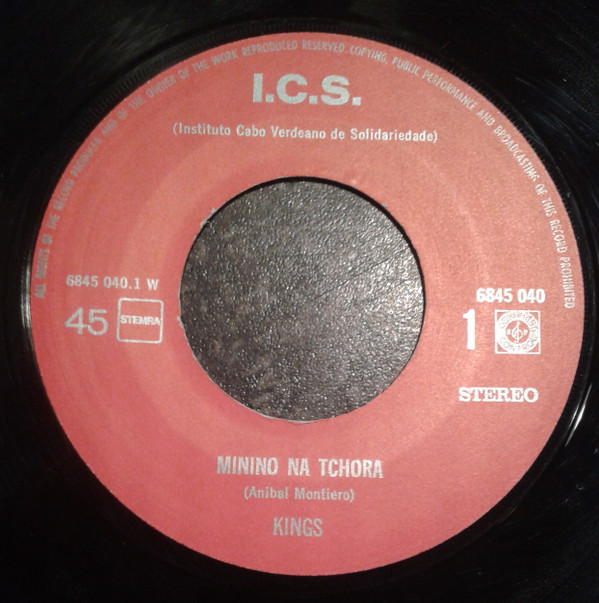 ALL RIGHTS OF THE RECORD PRODUCER AND OF THE OWNER OF THE WORK REPRODUCED RESERVED. COPYING, PUBLIC PERFORMANCE AND BROADCASTING OF THIS RECORD PROHIBITED
I.C.S.
(Instituto Cabo Verdeano de Solidariedade)
6845 040.1 W
6845 040
45
STEMRA
1
STEREO
MININO NA TCHORA
(Anibal Montiero)
KINGS